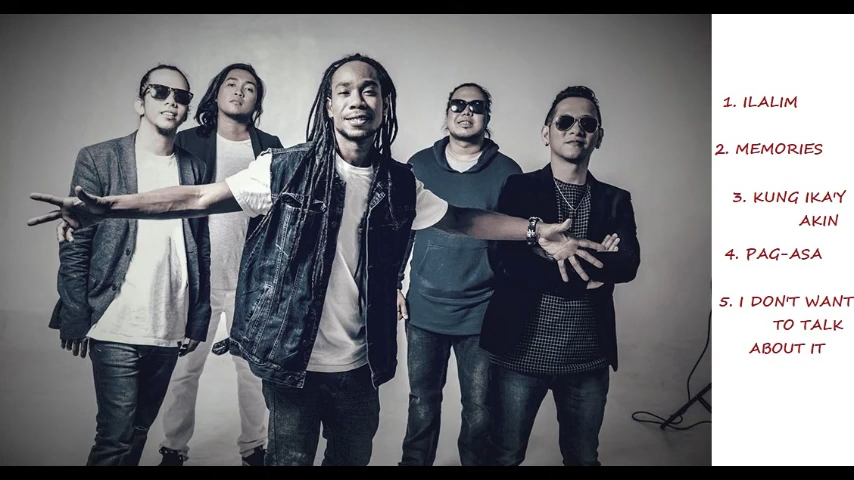 1. ILALIM
2. MEMORIES
3. KUNG IKA'Y
AKIN
4. PAG-ASA
5. I DON'T WANT
TO TALK
ABOUT IT